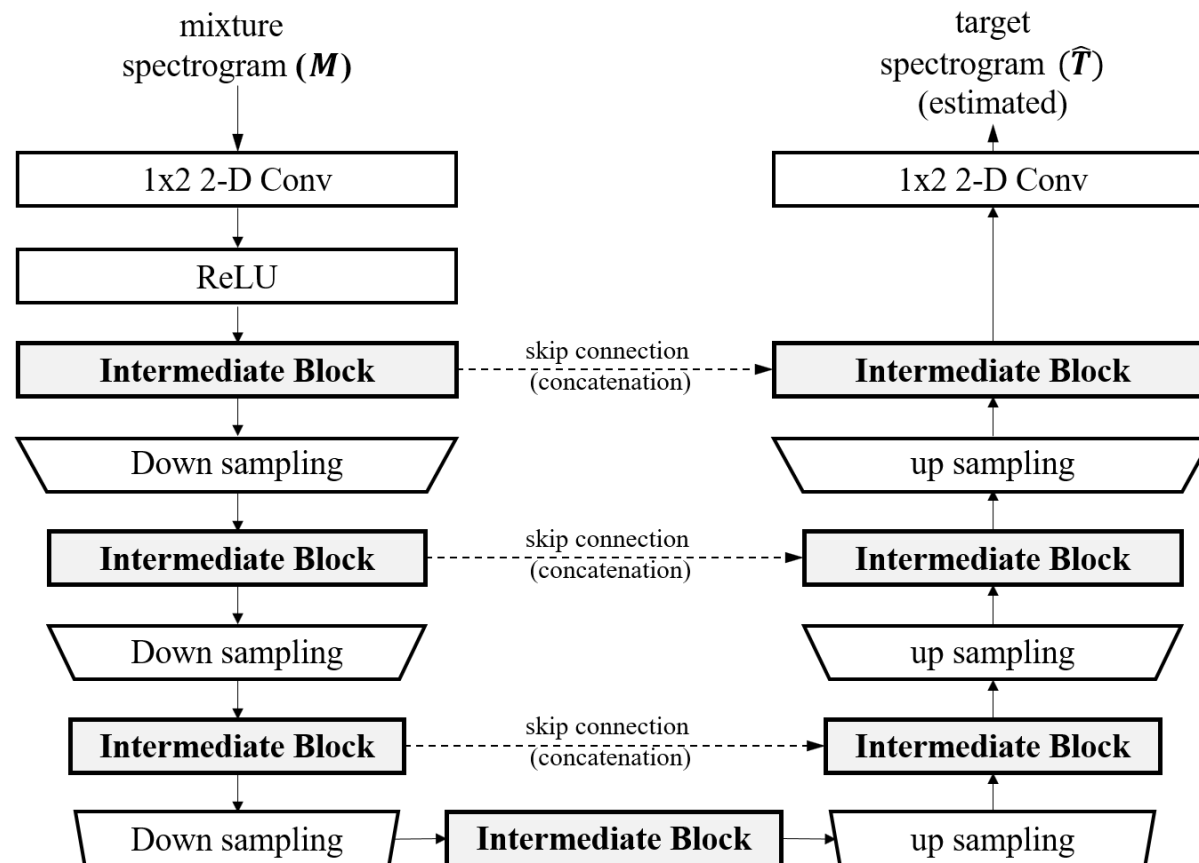 mixture
spectrogram (M)
1x2 2-D Conv
ReLU
Intermediate Block
Down sampling
Intermediate Block
Down sampling
Intermediate Block
Down sampling
Intermediate Block
skip connection
(concatenation)
skip connection
(concatenation)
skip connection
(concatenation)
target
spectrogram (T̂)
(estimated)
1x2 2-D Conv
Intermediate Block
up sampling
Intermediate Block
up sampling
Intermediate Block
up sampling